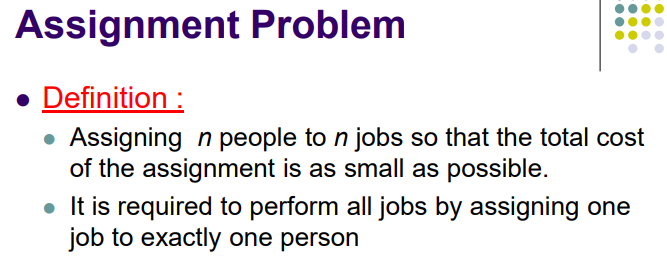 Assignment Problem
Definition :
Assigning n people to n jobs so that the total cost
of the assignment is as small as possible.
It is required to perform all jobs by assigning one
job to exactly one person